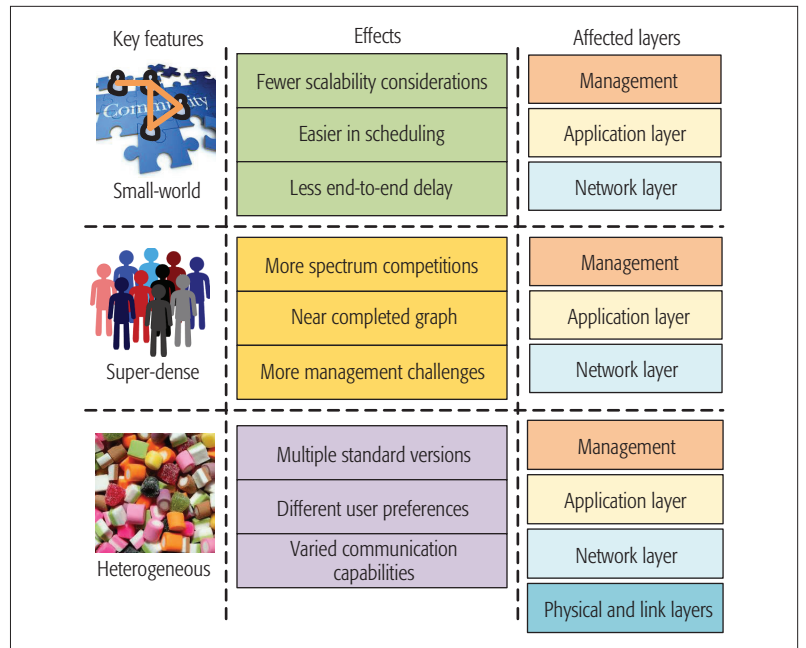 Key features
Effects
Affected layers
Community
Small-world
Fewer scalability considerations
Easier in scheduling
Less end-to-end delay
Management
Application layer
Network layer
Super-dense
More spectrum competitions
Near completed graph
More management challenges
Management
Application layer
Network layer
Heterogeneous
Multiple standard versions
Different user preferences
Varied communication
capabilities
Management
Application layer
Network layer
Physical and link layers